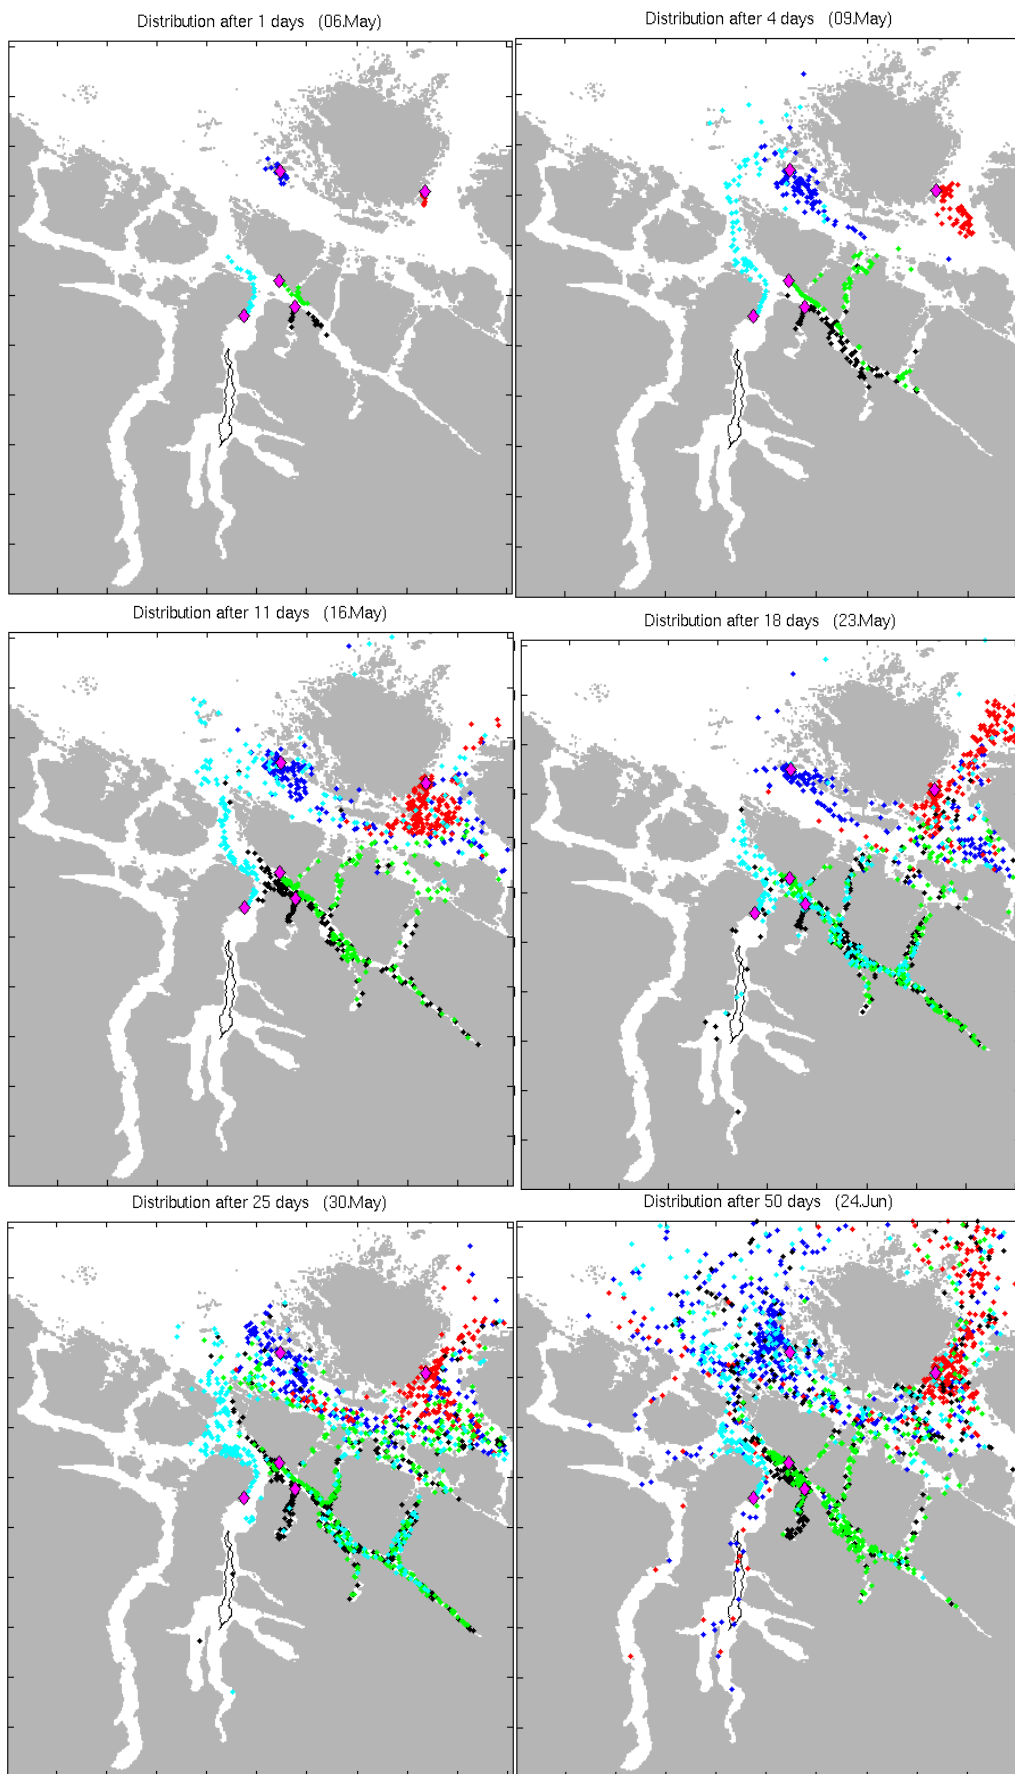 Distribution after 1 days (06.May)
Distribution after 4 days (09.May)
Distribution after 11 days (16.May)
Distribution after 18 days (23.May)
Distribution after 25 days (30.May)
Distribution after 50 days (24.Jun)